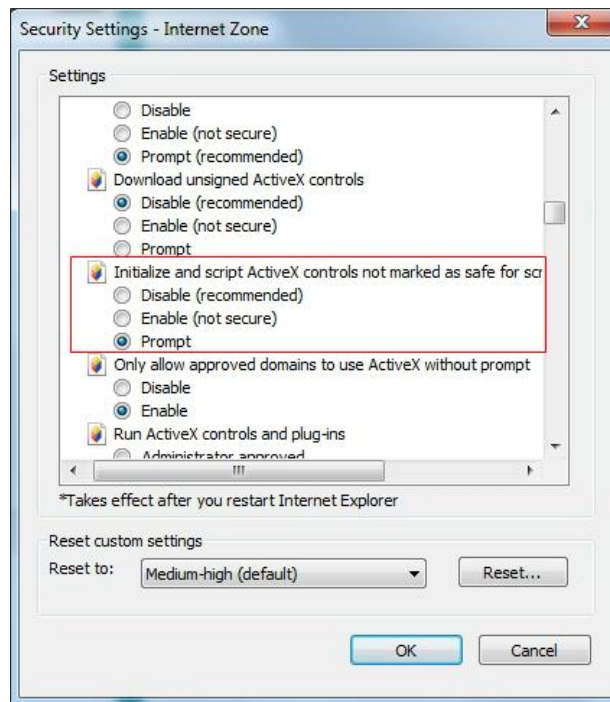 Security Settings - Internet Zone
Settings
Disable
Enable (not secure)
Prompt (recommended)
Download unsigned ActiveX controls
Disable (recommended)
Enable (not secure)
Prompt
Initialize and script ActiveX controls not marked as safe for scr
Disable (recommended)
Enable (not secure)
Prompt
Only allow approved domains to use ActiveX without prompt
Disable
Enable
Run ActiveX controls and plug-ins
Administrator approved
*Takes effect after you restart Internet Explorer
Reset custom settings
Reset to: Medium-high (default) Reset...
OK Cancel